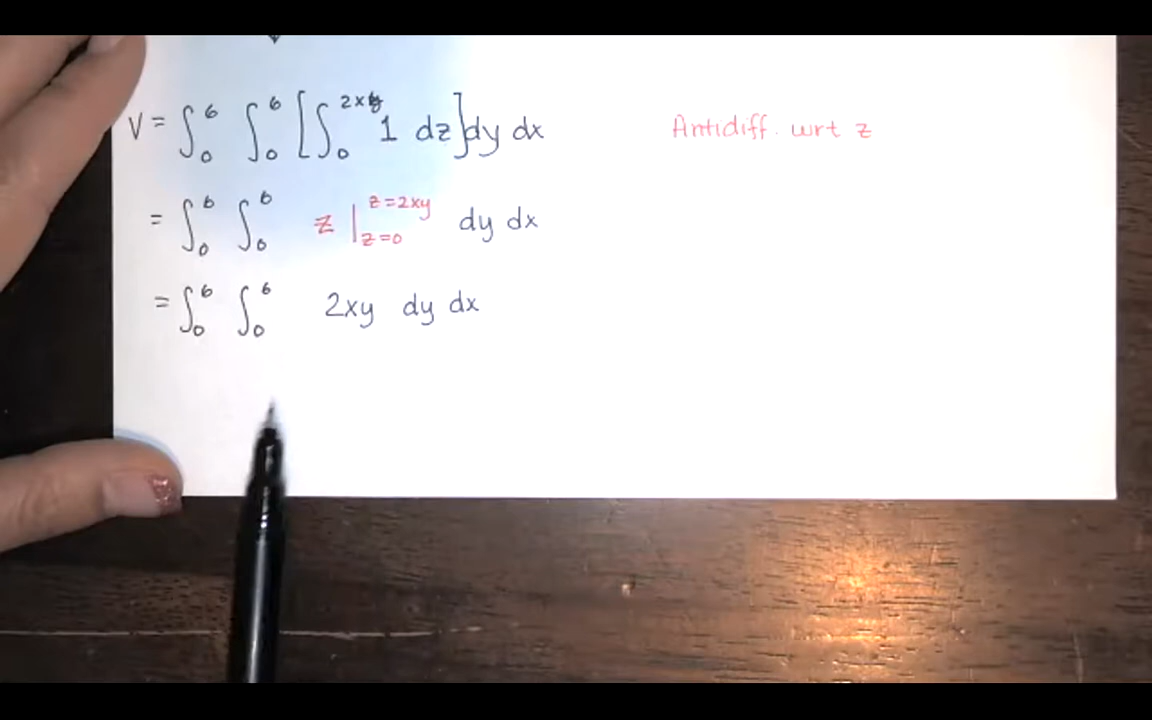 V = ∫₀⁶ ∫₀⁶ [∫₀^{2xy} 1 dz] dy dx Antidiff. wrt z
= ∫₀⁶ ∫₀⁶ z |_{z=0}^{z=2xy} dy dx
= ∫₀⁶ ∫₀⁶ 2xy dy dx